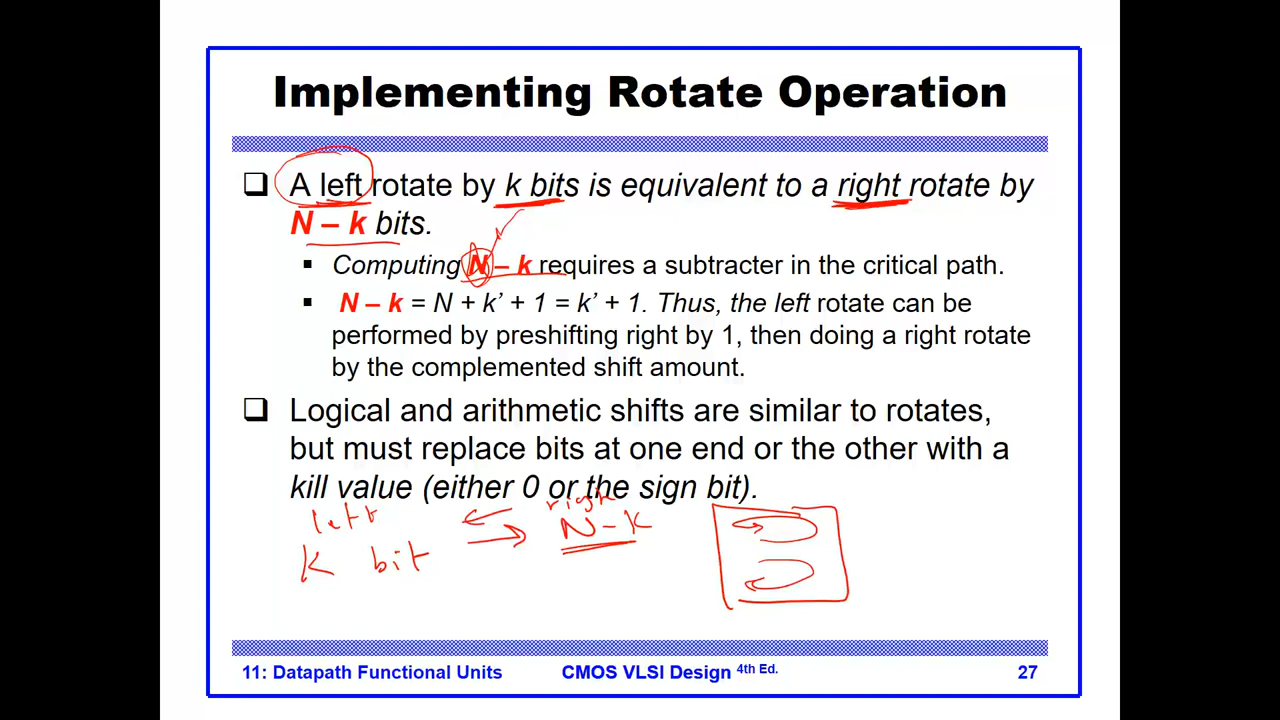 Implementing Rotate Operation
A left rotate by k bits is equivalent to a right rotate by
N – k bits.
Computing N – k requires a subtracter in the critical path.
N – k = N + k’ + 1 = k’ + 1. Thus, the left rotate can be
performed by preshifting right by 1, then doing a right rotate
by the complemented shift amount.
Logical and arithmetic shifts are similar to rotates,
but must replace bits at one end or the other with a
kill value (either 0 or the sign bit).
left
righ
k bit
N-k
11: Datapath Functional Units
CMOS VLSI Design 4th Ed.
27